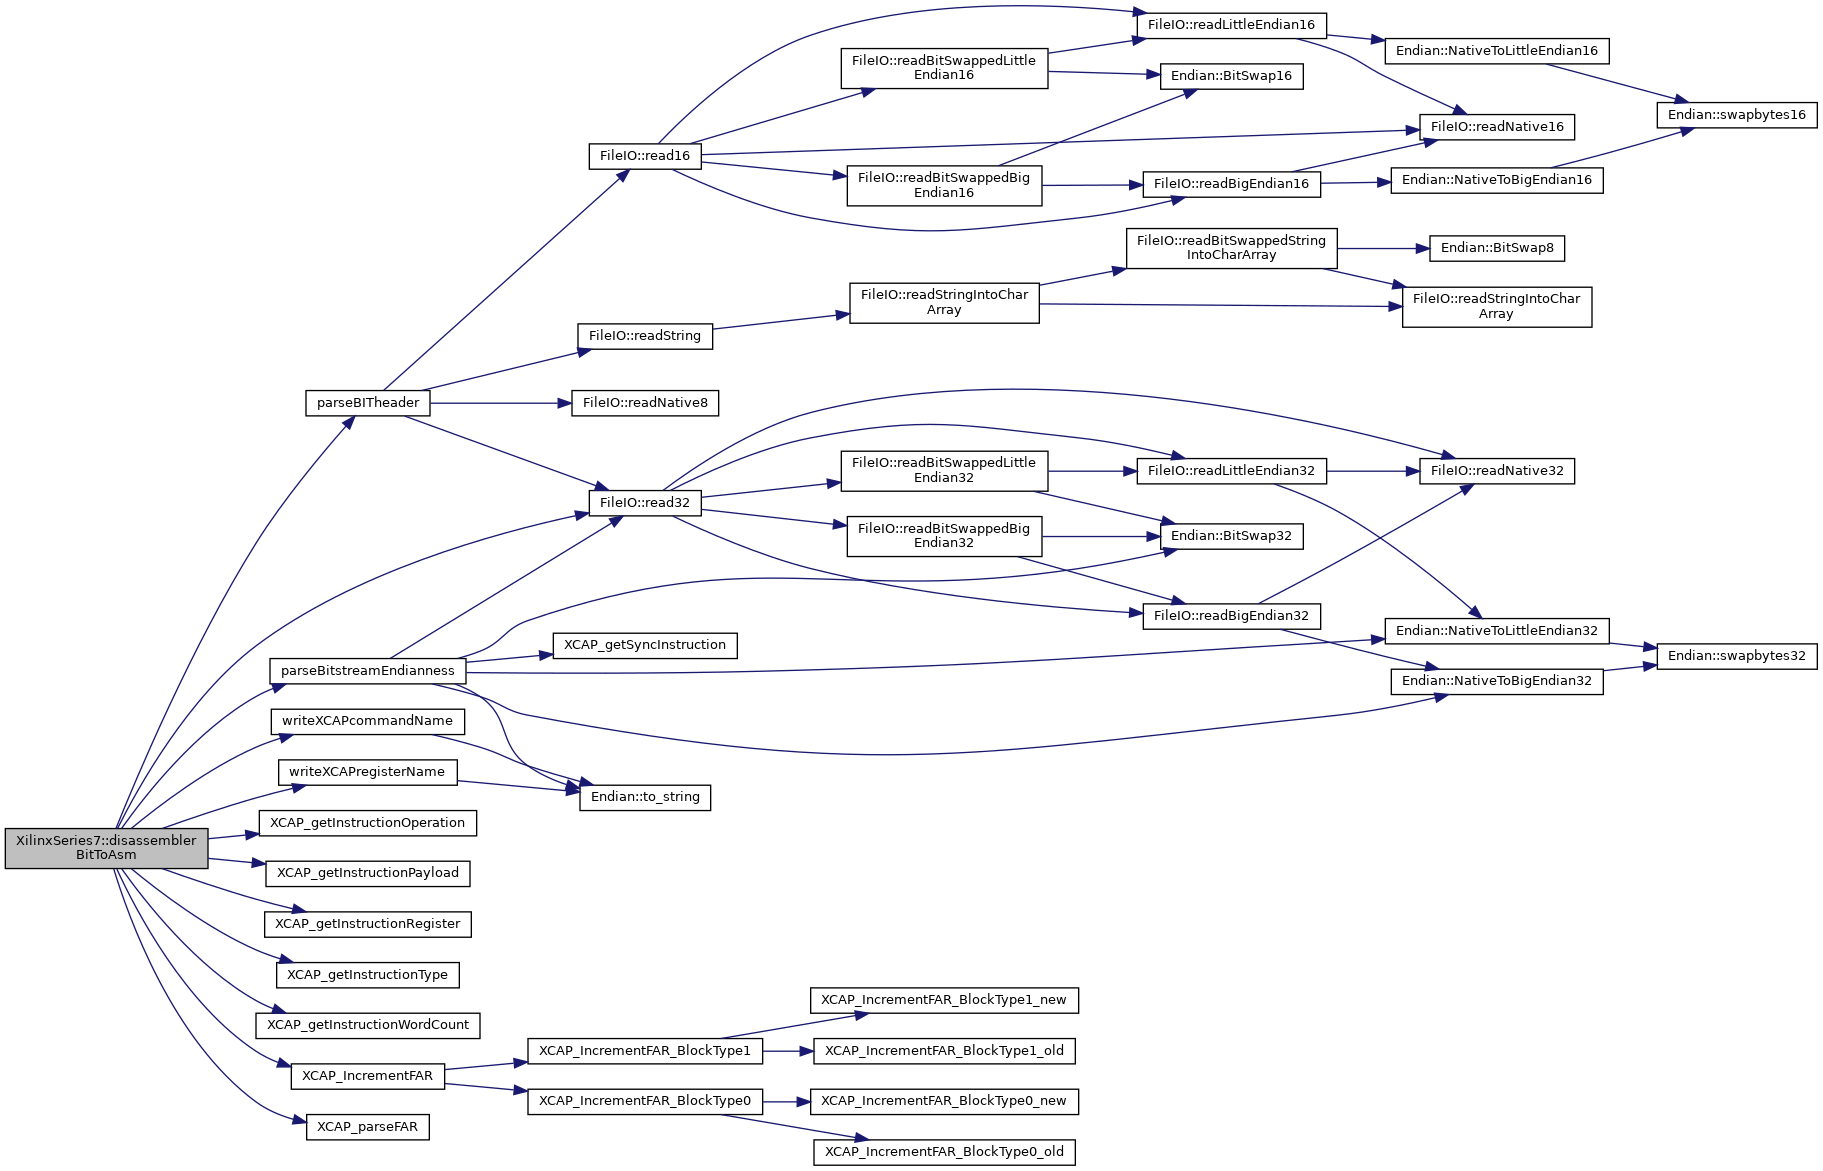 XilinxSeries7::disassembler
BitToAsm
parseBITheader
FileIO::read16
FileIO::readBitSwappedLittle
Endian16
FileIO::readLittleEndian16
Endian::NativeToLittleEndian16
Endian::swapbytes16
Endian::BitSwap16
FileIO::readNative16
FileIO::readBitSwappedBig
Endian16
FileIO::readBigEndian16
Endian::NativeToBigEndian16
FileIO::readString
FileIO::readStringIntoChar
Array
FileIO::readBitSwappedString
IntoCharArray
Endian::BitSwap8
FileIO::readStringIntoChar
Array
FileIO::readNative8
FileIO::read32
FileIO::readBitSwappedLittle
Endian32
FileIO::readLittleEndian32
FileIO::readNative32
FileIO::readBitSwappedBig
Endian32
Endian::BitSwap32
FileIO::readBigEndian32
Endian::NativeToLittleEndian32
Endian::NativeToBigEndian32
Endian::swapbytes32
parseBitstreamEndianness
XCAP_getSyncInstruction
writeXCAPcommandName
writeXCAPregisterName
Endian::to_string
XCAP_getInstructionOperation
XCAP_getInstructionPayload
XCAP_getInstructionRegister
XCAP_getInstructionType
XCAP_getInstructionWordCount
XCAP_IncrementFAR
XCAP_IncrementFAR_BlockType1
XCAP_IncrementFAR_BlockType1_new
XCAP_IncrementFAR_BlockType1_old
XCAP_IncrementFAR_BlockType0
XCAP_IncrementFAR_BlockType0_new
XCAP_IncrementFAR_BlockType0_old
XCAP_parseFAR